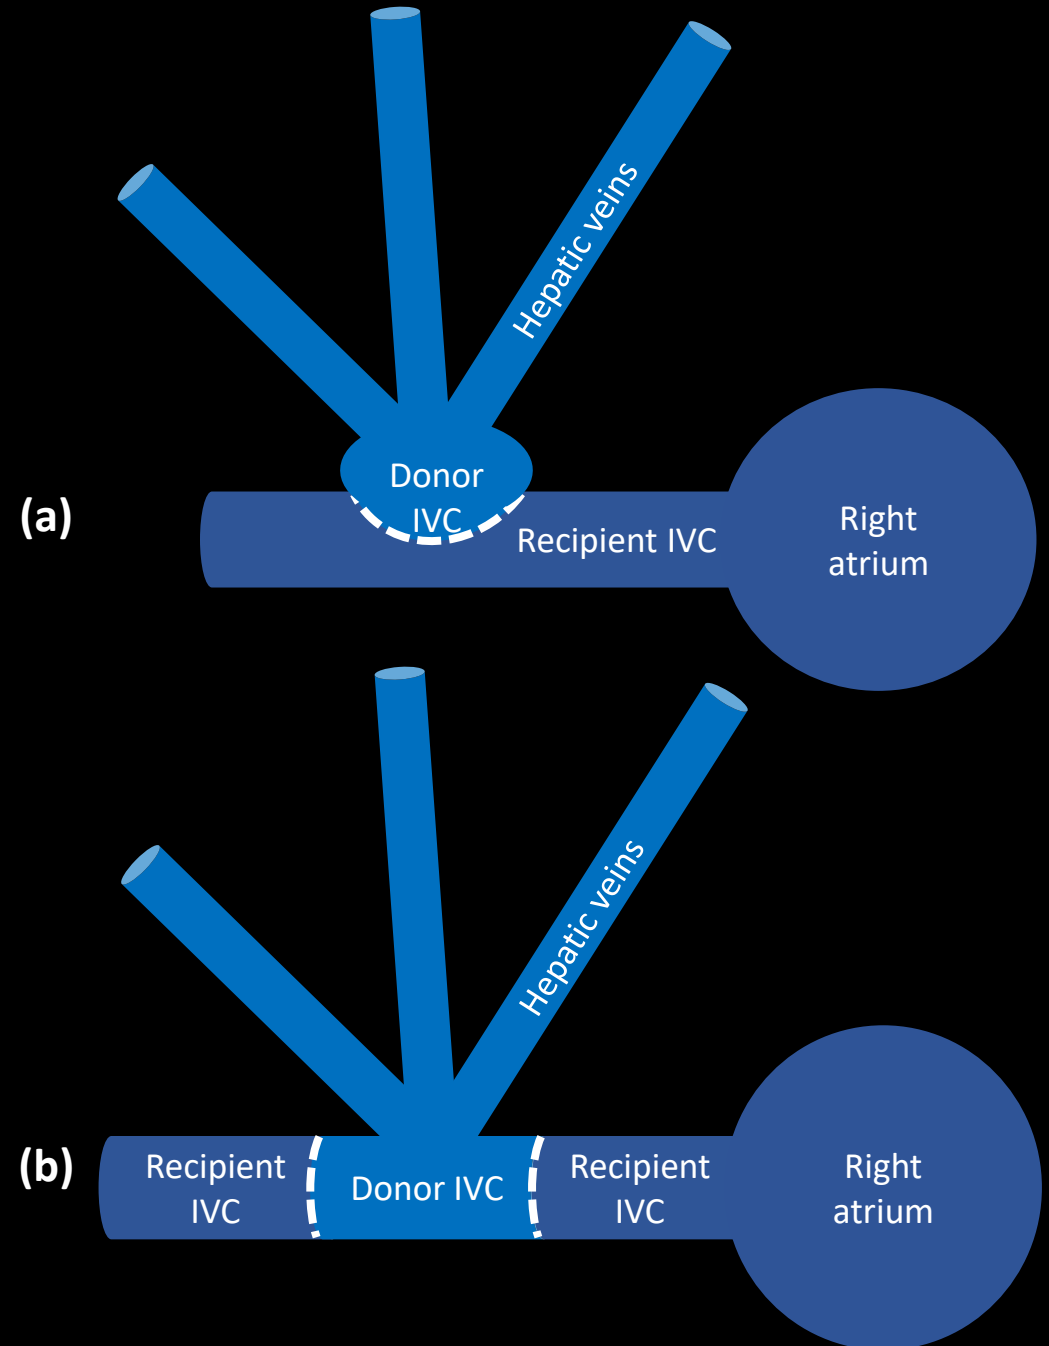 Hepatic veins
Donor
IVC
(a)
Recipient IVC
Right
atrium
Hepatic veins
(b)
Recipient
IVC
Donor IVC
Recipient
IVC
Right
atrium